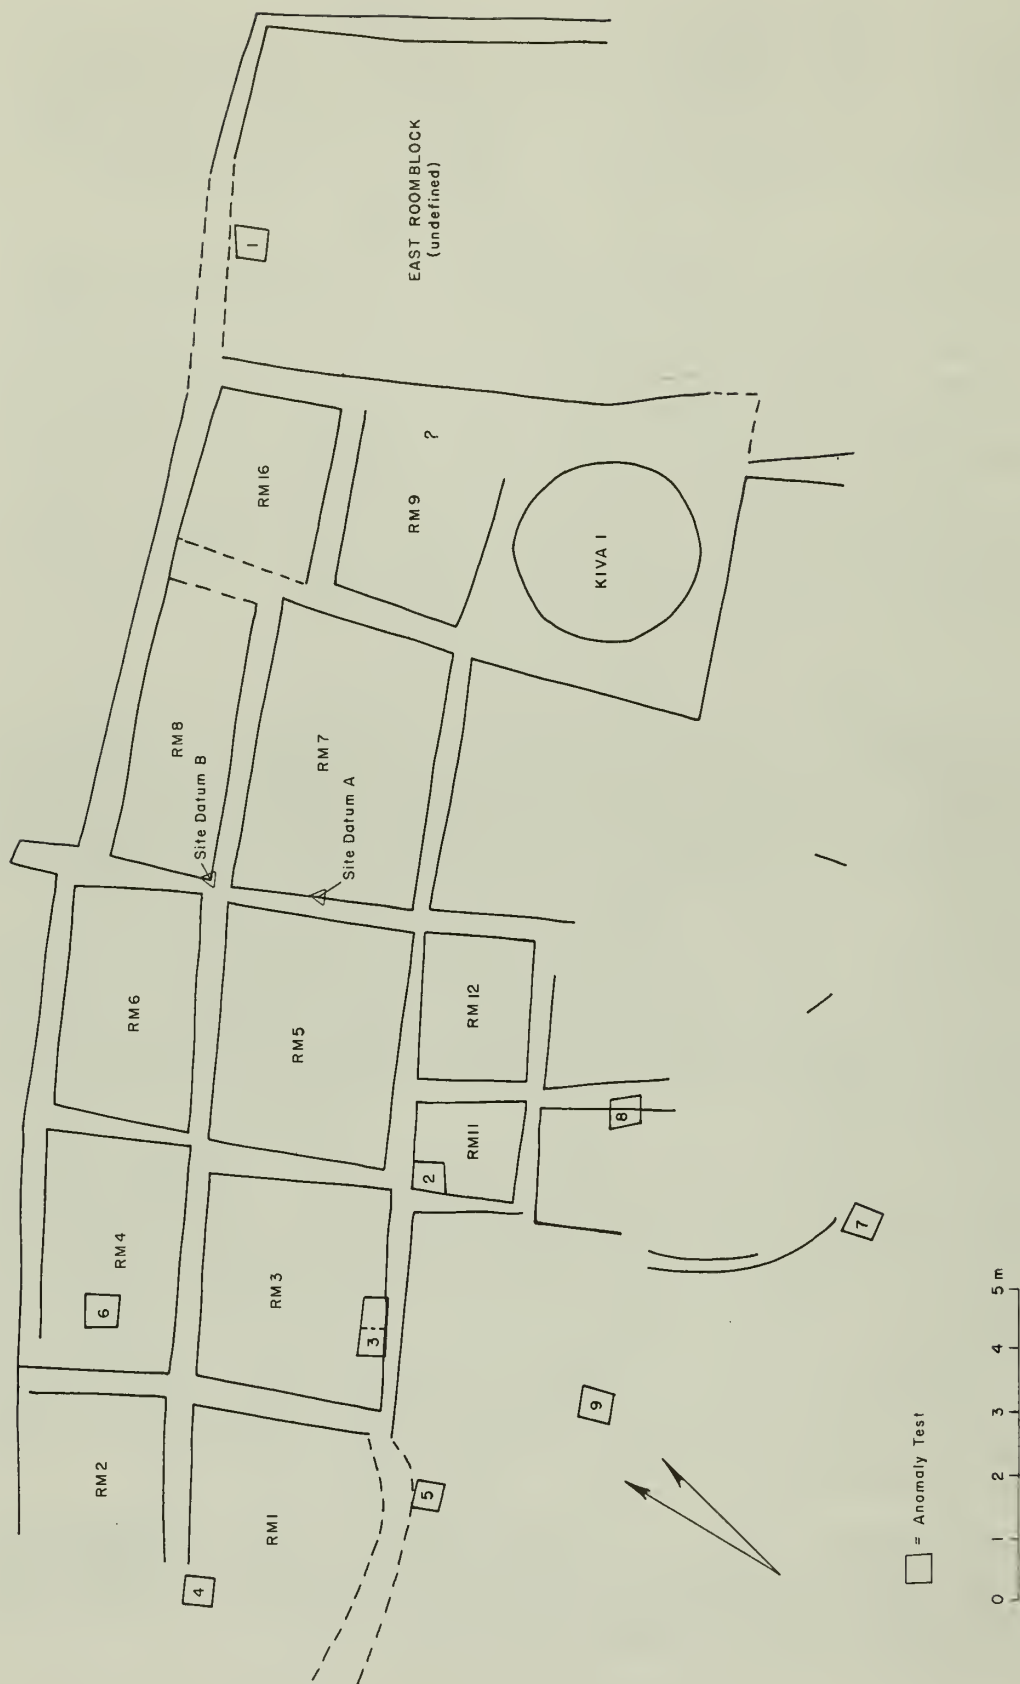 RM2
6
RM4
RM6
RM8
Site Datum B
RM16
1
4
RM1
RM3
RM5
RM7
Site Datum A
3
RM9
?
EAST ROOMBLOCK
(undefined)
5
2
RM11
RM12
9
8
KIVA 1
7
= Anomaly Test
0 1 2 3 4 5 m